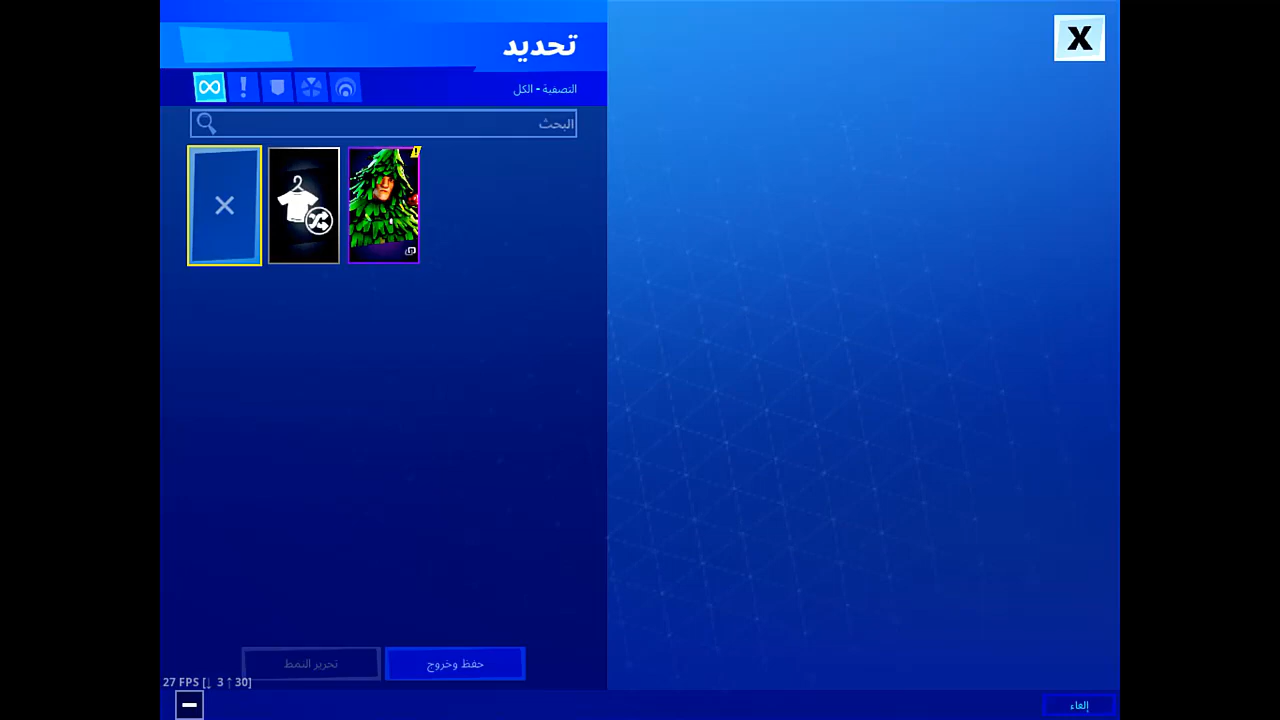 تحديد
التصفية - الكل
البحث
حفظ وخروج
تحرير النمط
27 FPS [↓ 3 ↑ 30]
إلغاء
X